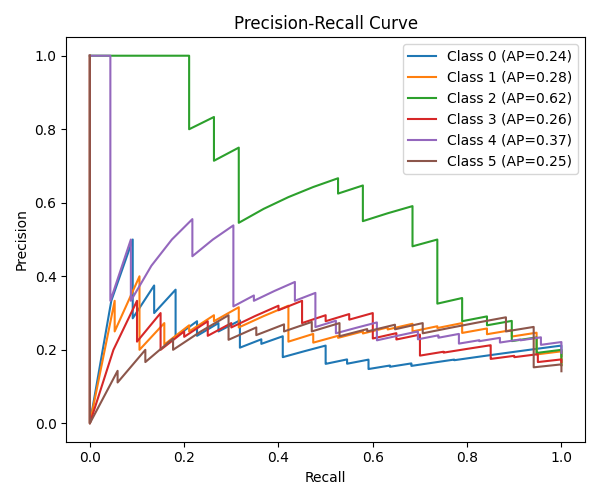 Precision-Recall Curve
Class 0 (AP=0.24)
Class 1 (AP=0.28)
Class 2 (AP=0.62)
Class 3 (AP=0.26)
Class 4 (AP=0.37)
Class 5 (AP=0.25)
Precision
1.0
0.8
0.6
0.4
0.2
0.0
0.0 0.2 0.4 0.6 0.8 1.0
Recall